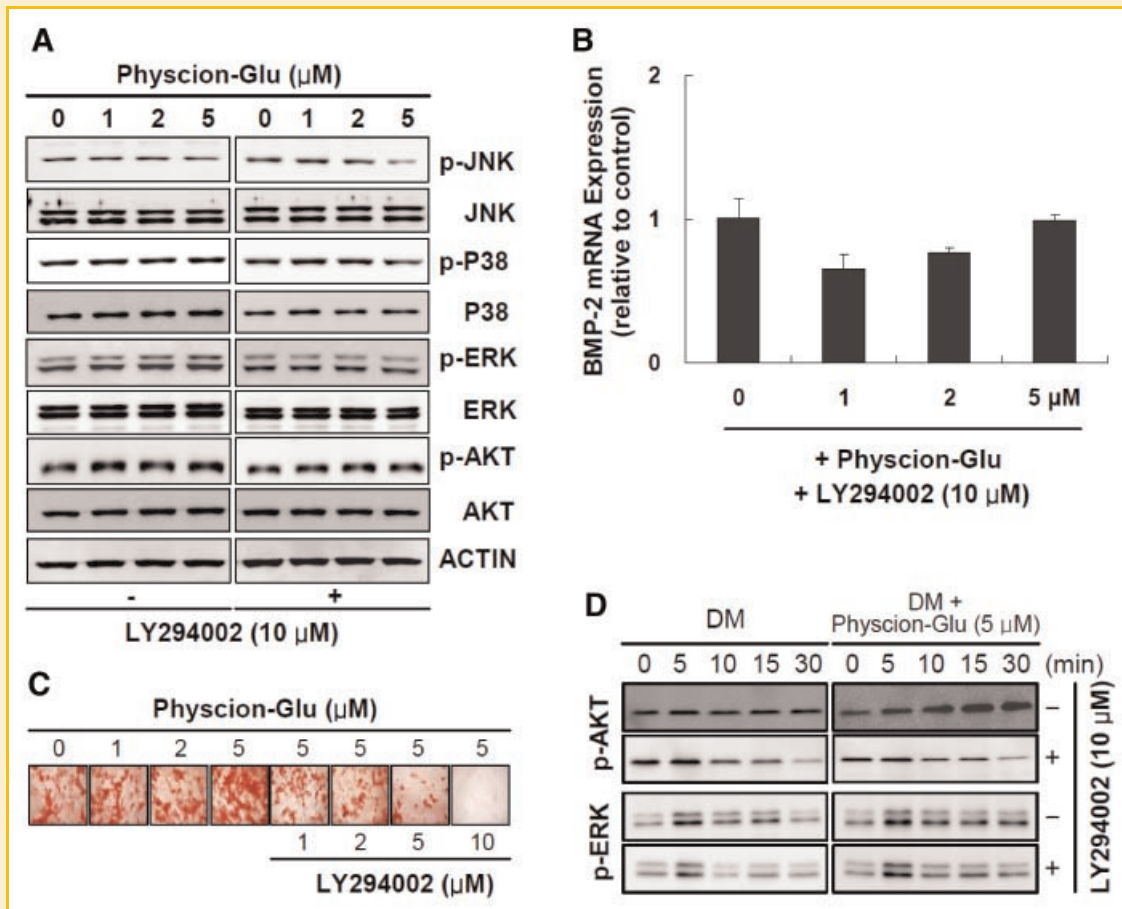 A
Physcion-Glu (μM)
0 1 2 5 0 1 2 5
p-JNK
JNK
p-P38
P38
p-ERK
ERK
p-AKT
AKT
ACTIN
- +
LY294002 (10 μM)
B
BMP-2 mRNA Expression
(relative to control)
2
1
0
0 1 2 5 μM
+ Physcion-Glu
+ LY294002 (10 μM)
C
Physcion-Glu (μM)
0 1 2 5 5 5 5 5
1 2 5 10
LY294002 (μM)
D
DM
DM +
Physcion-Glu (5 μM)
0 5 10 15 30 0 5 10 15 30 (min)
p-AKT
p-ERK
−
+
−
+
LY294002 (10 μM)